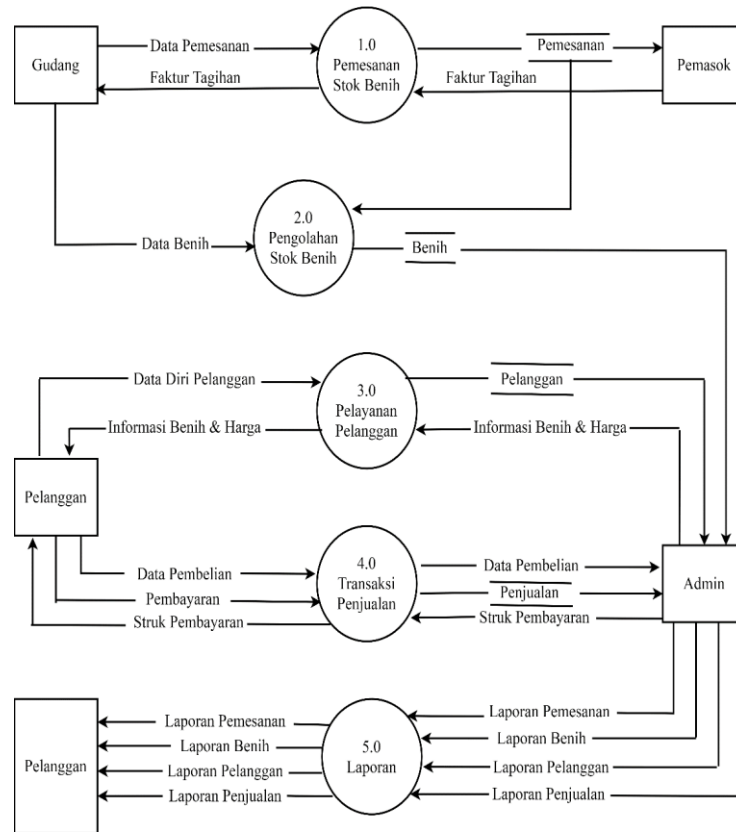 Gudang
Data Pemesanan
Faktur Tagihan
1.0
Pemesanan
Stok Benih
Pemesanan
Faktur Tagihan
Pemasok
Data Benih
2.0
Pengolahan
Stok Benih
Benih
Data Diri Pelanggan
Informasi Benih & Harga
3.0
Pelayanan
Pelanggan
Pelanggan
Informasi Benih & Harga
Pelanggan
Data Pembelian
Pembayaran
Struk Pembayaran
4.0
Transaksi
Penjualan
Data Pembelian
Penjualan
Struk Pembayaran
Admin
Pelanggan
Laporan Pemesanan
Laporan Benih
Laporan Pelanggan
Laporan Penjualan
5.0
Laporan
Laporan Pemesanan
Laporan Benih
Laporan Pelanggan
Laporan Penjualan